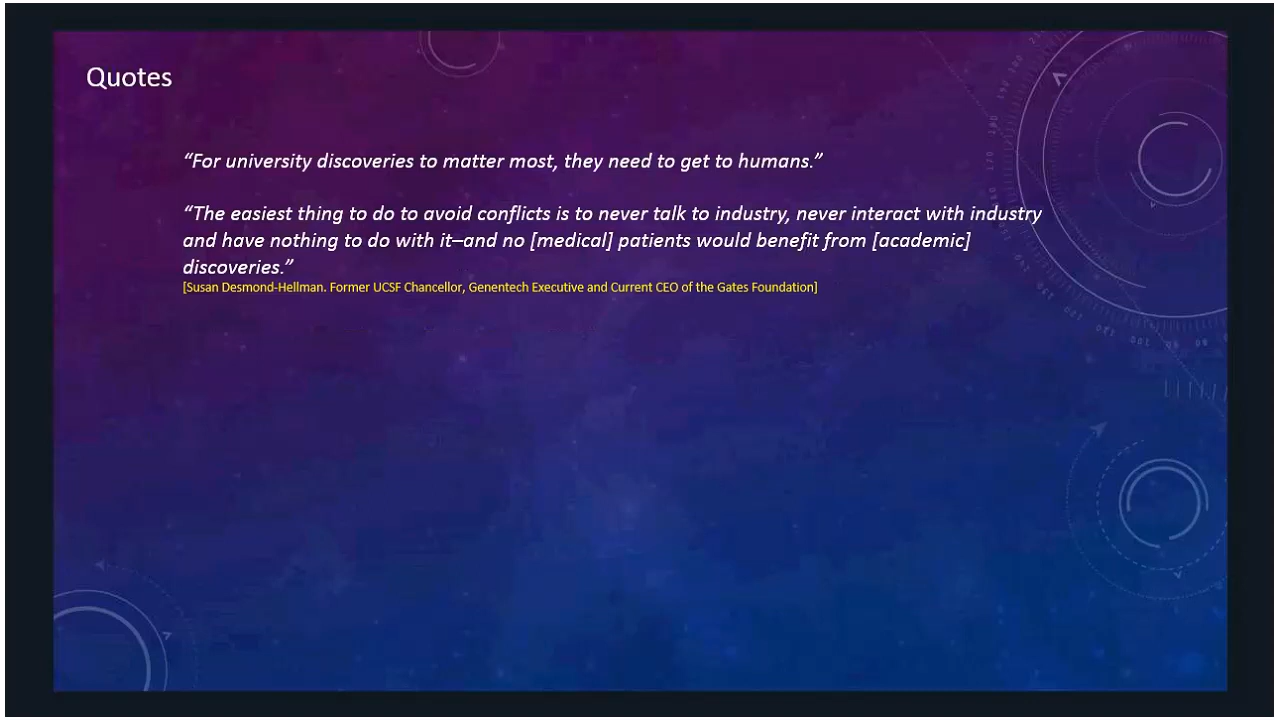 Quotes
“For university discoveries to matter most, they need to get to humans.”
“The easiest thing to do to avoid conflicts is to never talk to industry, never interact with industry
and have nothing to do with it–and no [medical] patients would benefit from [academic]
discoveries.”
[Susan Desmond-Hellman. Former UCSF Chancellor, Genentech Executive and Current CEO of the Gates Foundation]